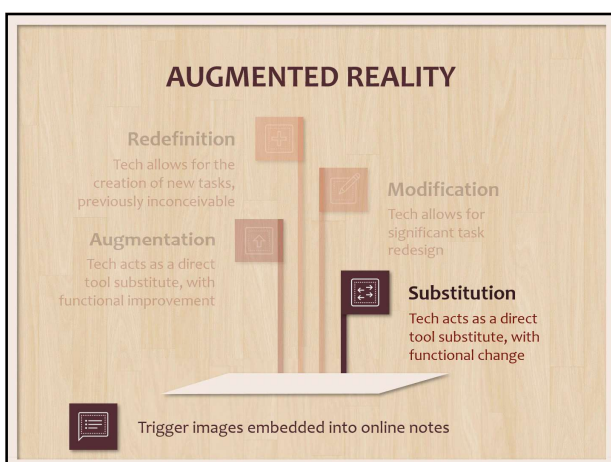 AUGMENTED REALITY
Redefinition
Tech allows for the
creation of new tasks,
previously inconceivable
Modification
Tech allows for
significant task
redesign
Augmentation
Tech acts as a direct
tool substitute, with
functional improvement
Substitution
Tech acts as a direct
tool substitute, with
functional change
Trigger images embedded into online notes